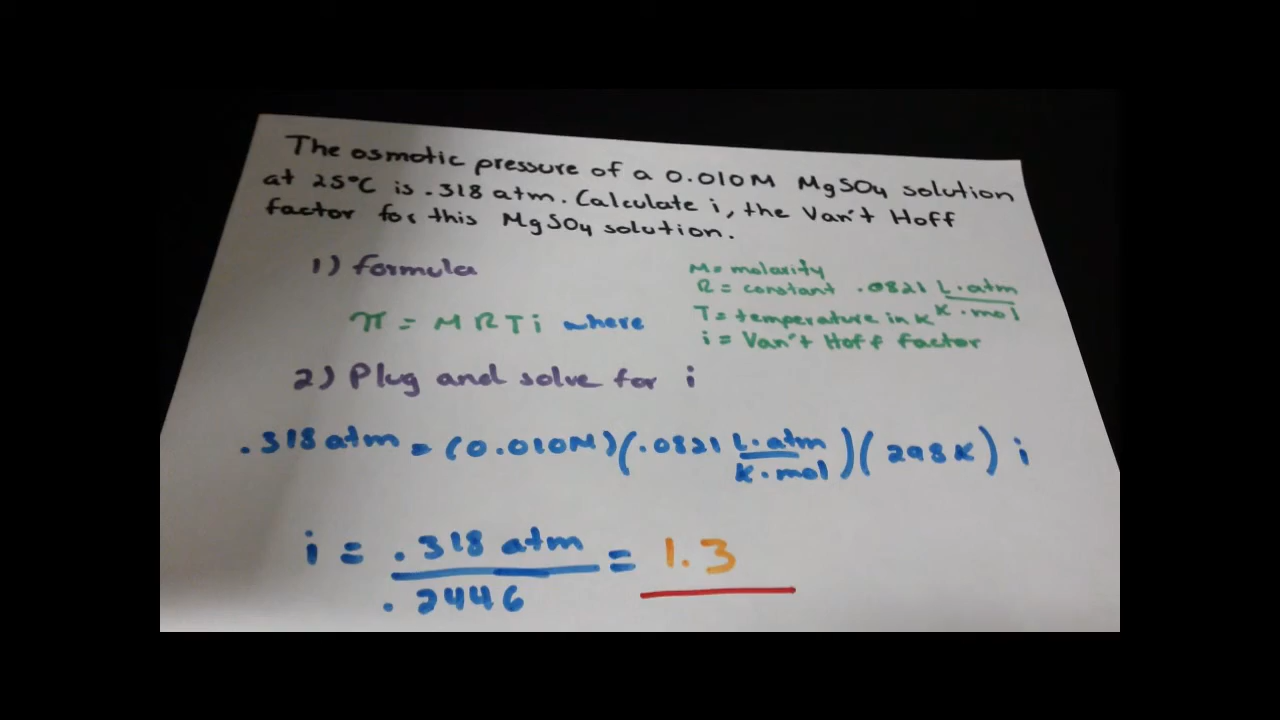 The osmotic pressure of a 0.010M MgSO4 solution
at 25°C is .318 atm. Calculate i, the Van't Hoff
factor for this MgSO4 solution.
1) formula
π = MRTi where
M= molarity
R = constant .0821 L·atm
K·mol
T= temperature in K
i = Van't Hoff factor
2) Plug and solve for i
.318 atm = (0.010M)(.0821 L·atm
K·mol)(298K) i
i = .318 atm = 1.3
.2446